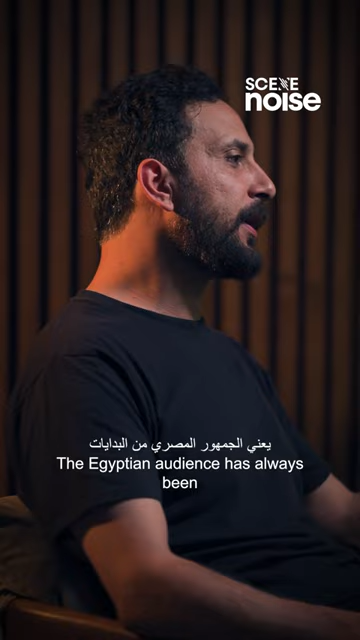 SCENE
noise
يعني الجمهور المصري من البدايات
The Egyptian audience has always
been